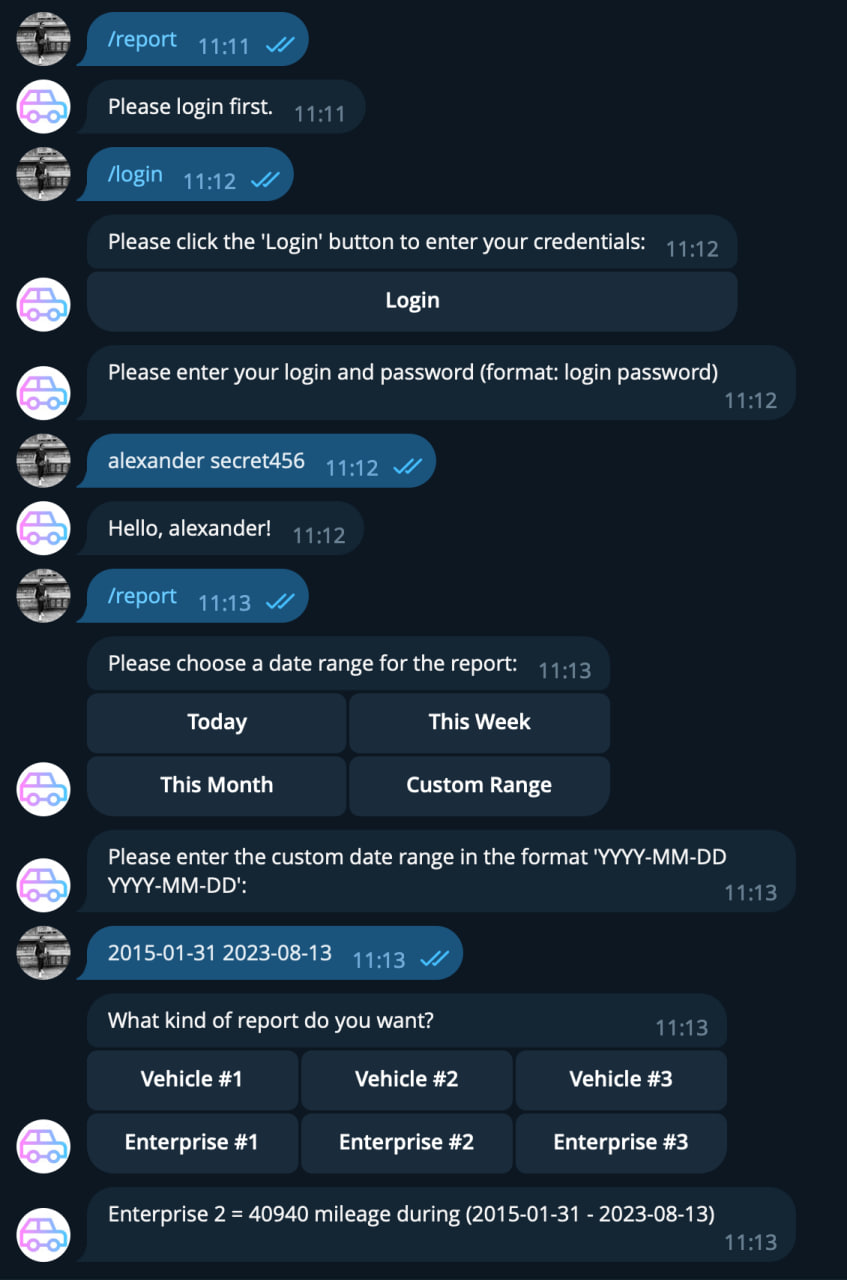 /report 11:11
Please login first. 11:11
/login 11:12
Please click the 'Login' button to enter your credentials: 11:12
Login
Please enter your login and password (format: login password)
11:12
alexander secret456 11:12
Hello, alexander! 11:12
/report 11:13
Please choose a date range for the report: 11:13
Today This Week
This Month Custom Range
Please enter the custom date range in the format 'YYYY-MM-DD
YYYY-MM-DD': 11:13
2015-01-31 2023-08-13 11:13
What kind of report do you want? 11:13
Vehicle #1 Vehicle #2 Vehicle #3
Enterprise #1 Enterprise #2 Enterprise #3
Enterprise 2 = 40940 mileage during (2015-01-31 - 2023-08-13)
11:13